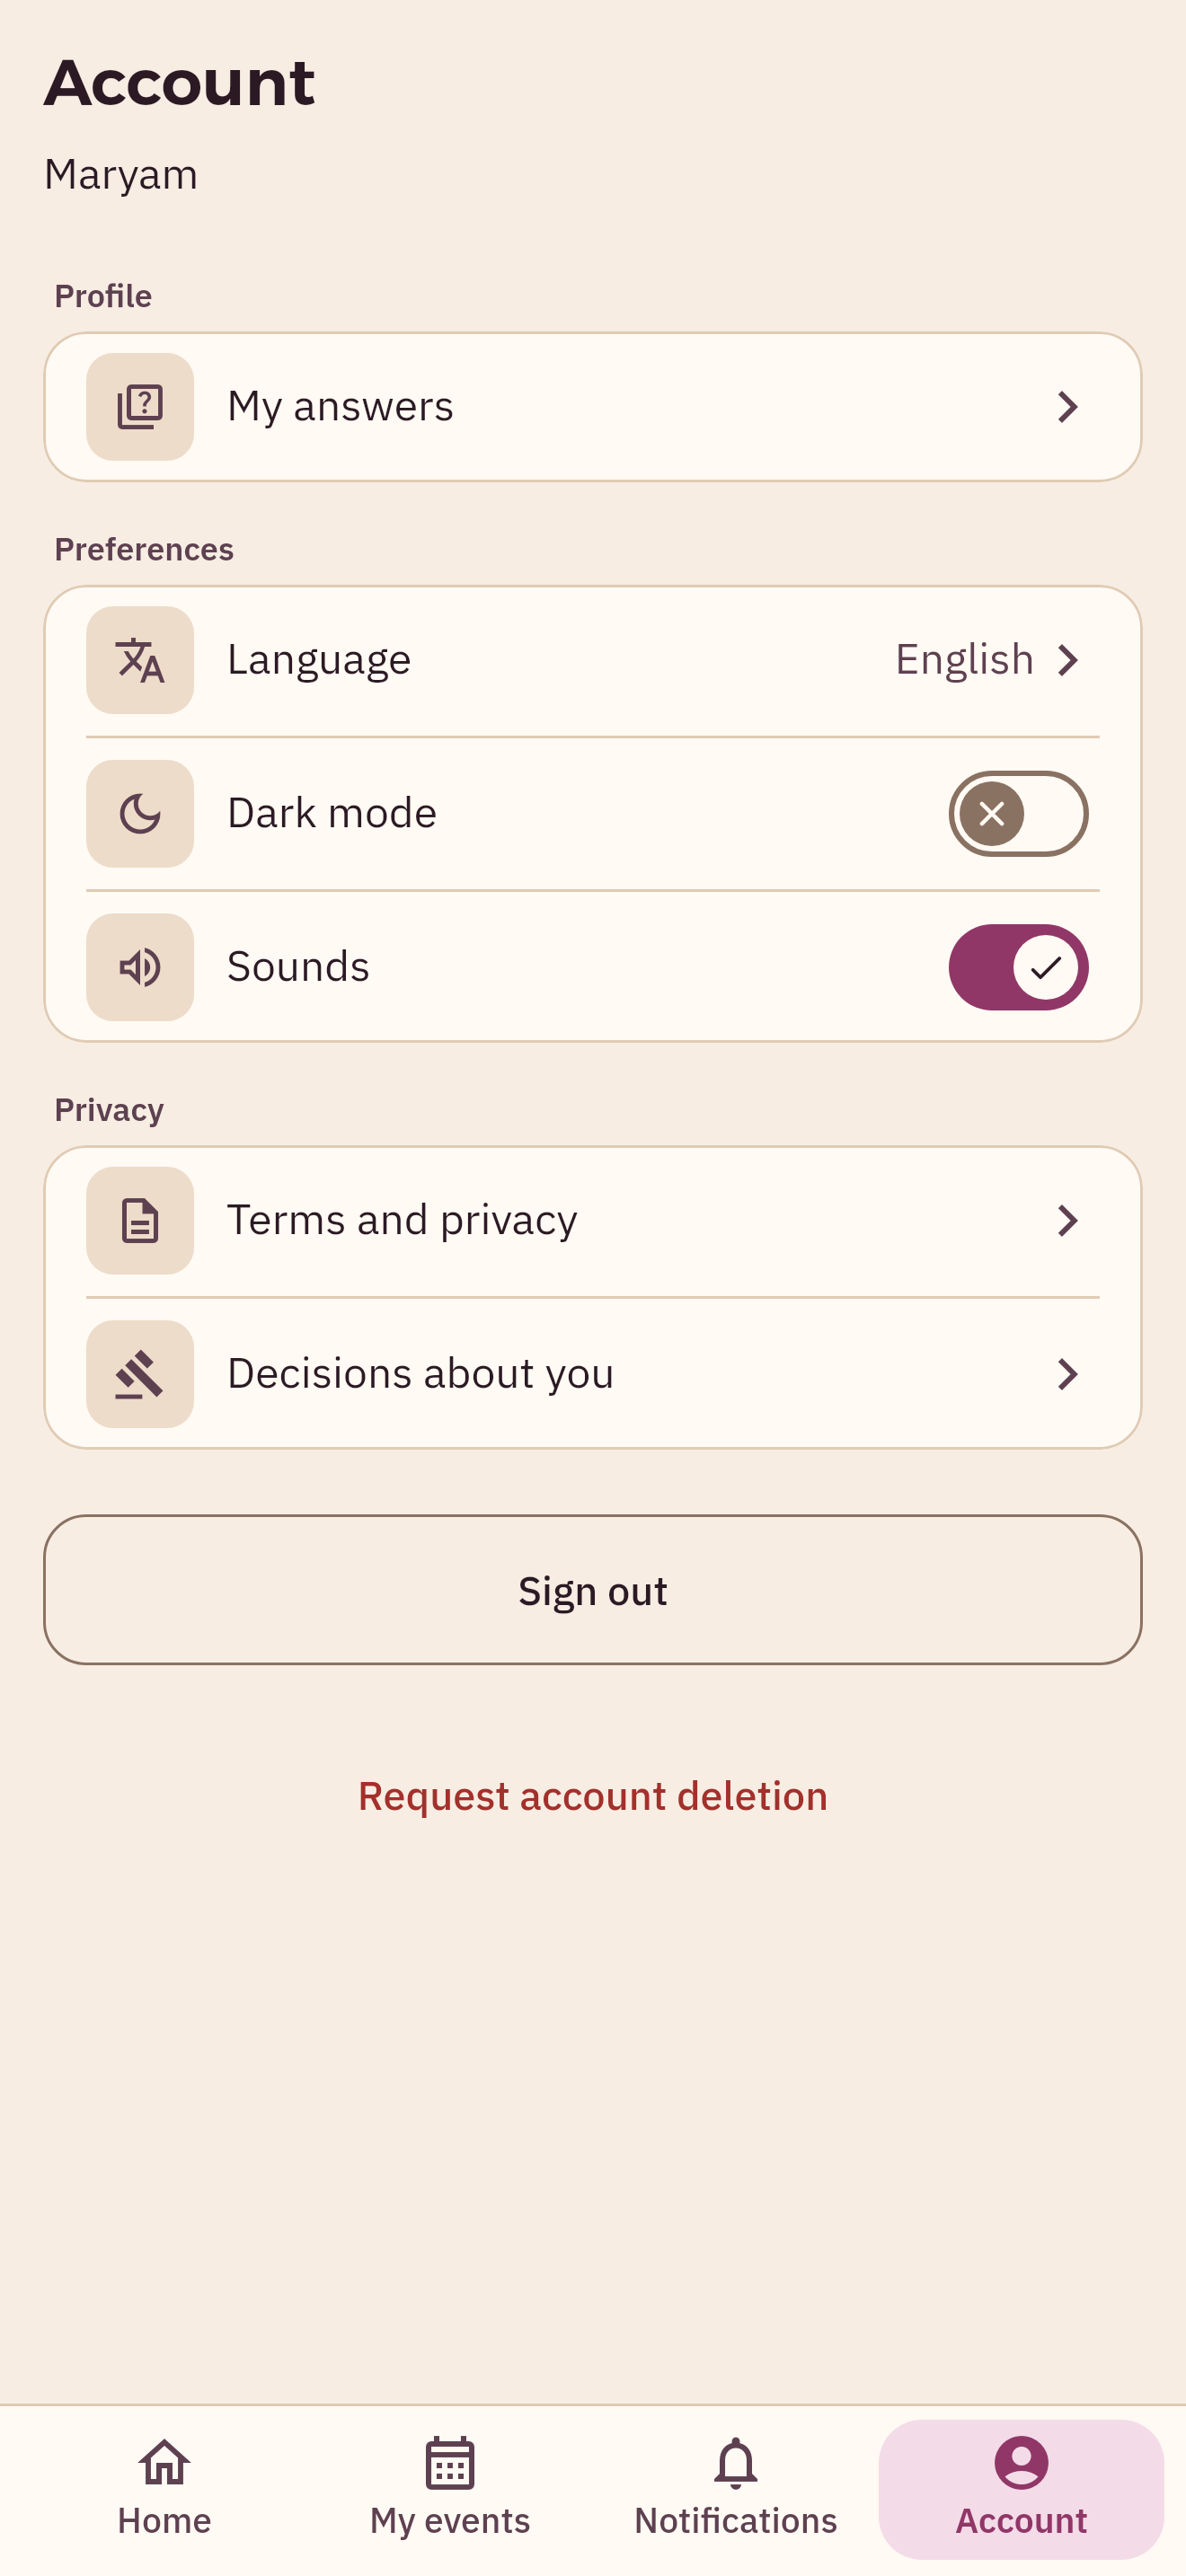 Account
Maryam
Profile
My answers
Preferences
Language English
Dark mode
Sounds
Privacy
Terms and privacy
Decisions about you
Sign out
Request account deletion
Home My events Notifications Account